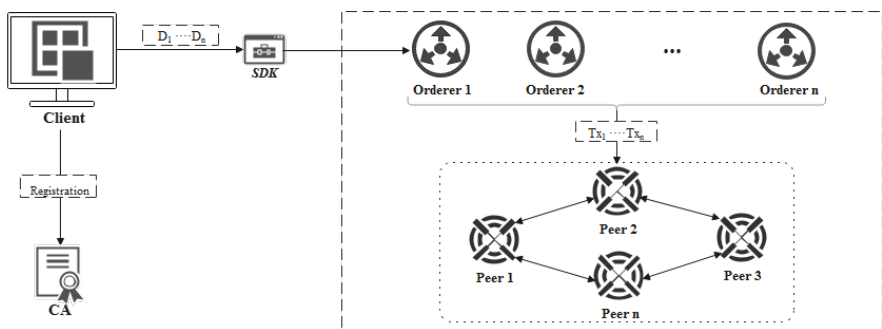 D1 ····Dn
SDK
...
Orderer 1
Orderer 2
Orderer n
Client
Tx1 ····Txn
Registration
Peer 2
Peer 1
Peer 3
CA
Peer n